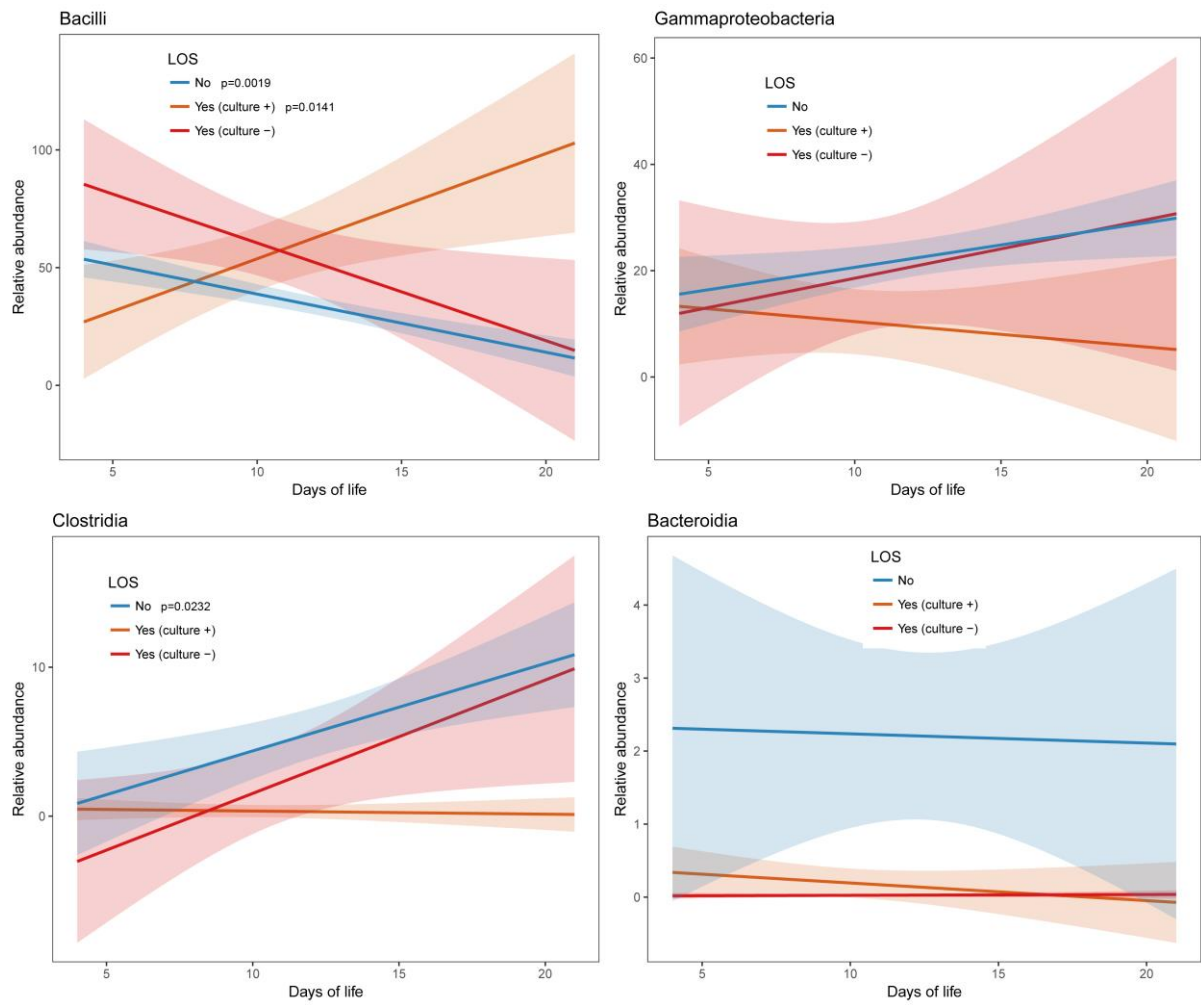 Bacilli
LOS
No p=0.0019
Yes (culture +) p=0.0141
Yes (culture −)
100
50
0
Relative abundance
5 10 15 20
Days of life
Gammaproteobacteria
LOS
No
Yes (culture +)
Yes (culture −)
60
40
20
0
Relative abundance
5 10 15 20
Days of life
Clostridia
LOS
No p=0.0232
Yes (culture +)
Yes (culture −)
10
0
Relative abundance
5 10 15 20
Days of life
Bacteroidia
LOS
No
Yes (culture +)
Yes (culture −)
4
3
2
1
0
Relative abundance
5 10 15 20
Days of life